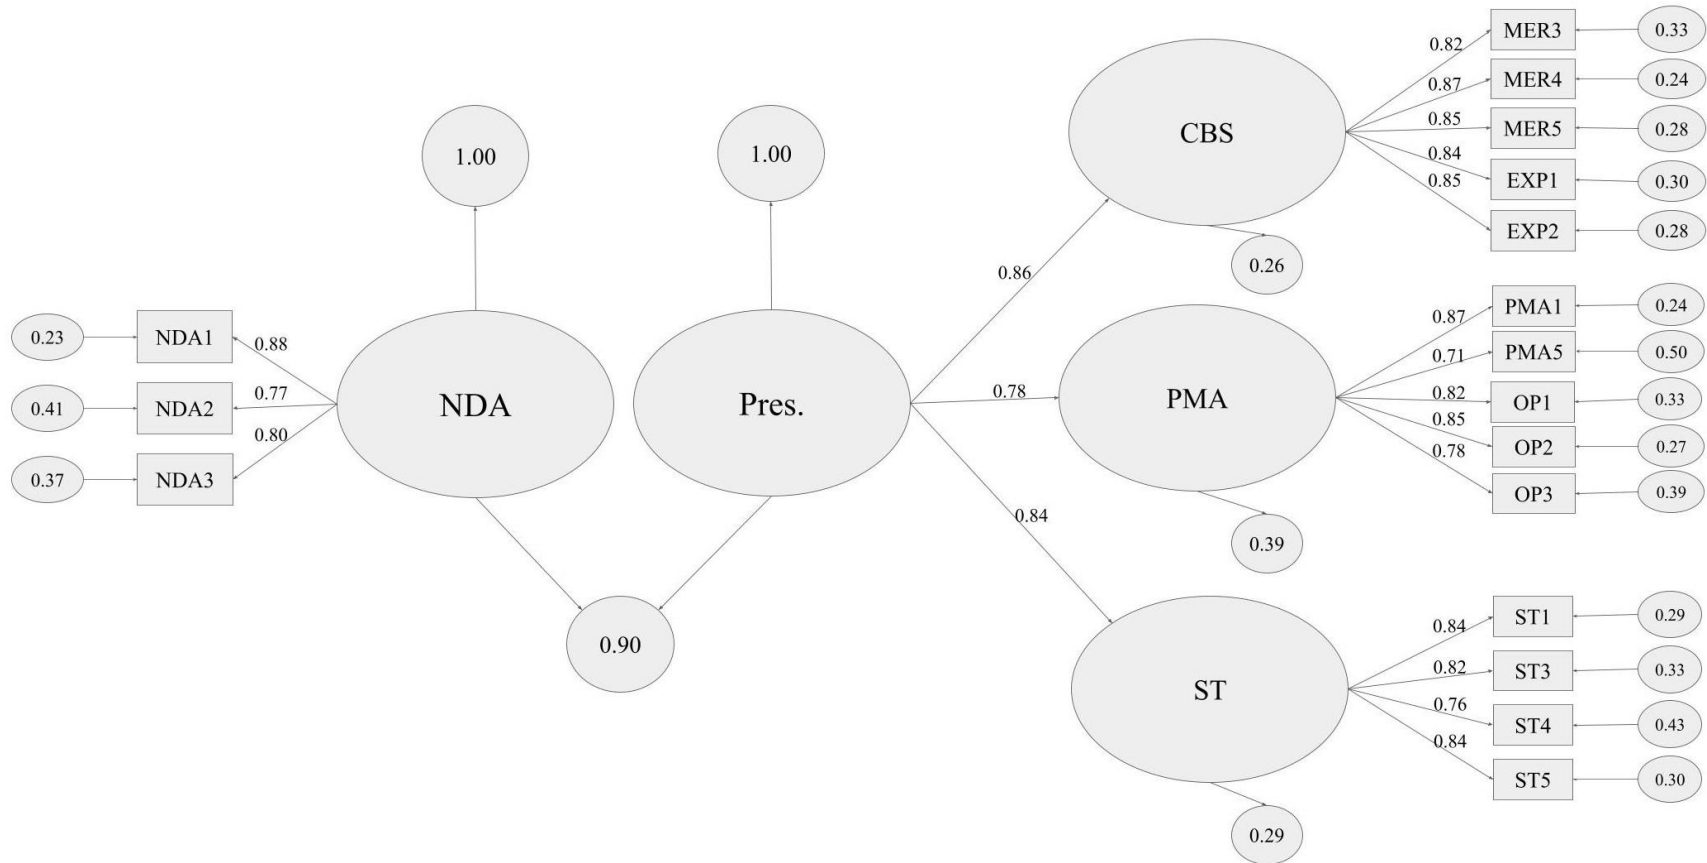 1.00
0.23
NDA1
0.88
0.41
NDA2
0.77
0.37
NDA3
0.80
NDA
1.00
Pres.
0.90
0.86
0.78
0.84
CBS
0.26
0.82
MER3
0.33
0.87
MER4
0.24
0.85
MER5
0.28
0.84
EXP1
0.30
0.85
EXP2
0.28
PMA
0.39
0.87
PMA1
0.24
0.71
PMA5
0.50
0.82
OP1
0.33
0.85
OP2
0.27
0.78
OP3
0.39
ST
0.29
0.84
ST1
0.29
0.82
ST3
0.33
0.76
ST4
0.43
0.84
ST5
0.30